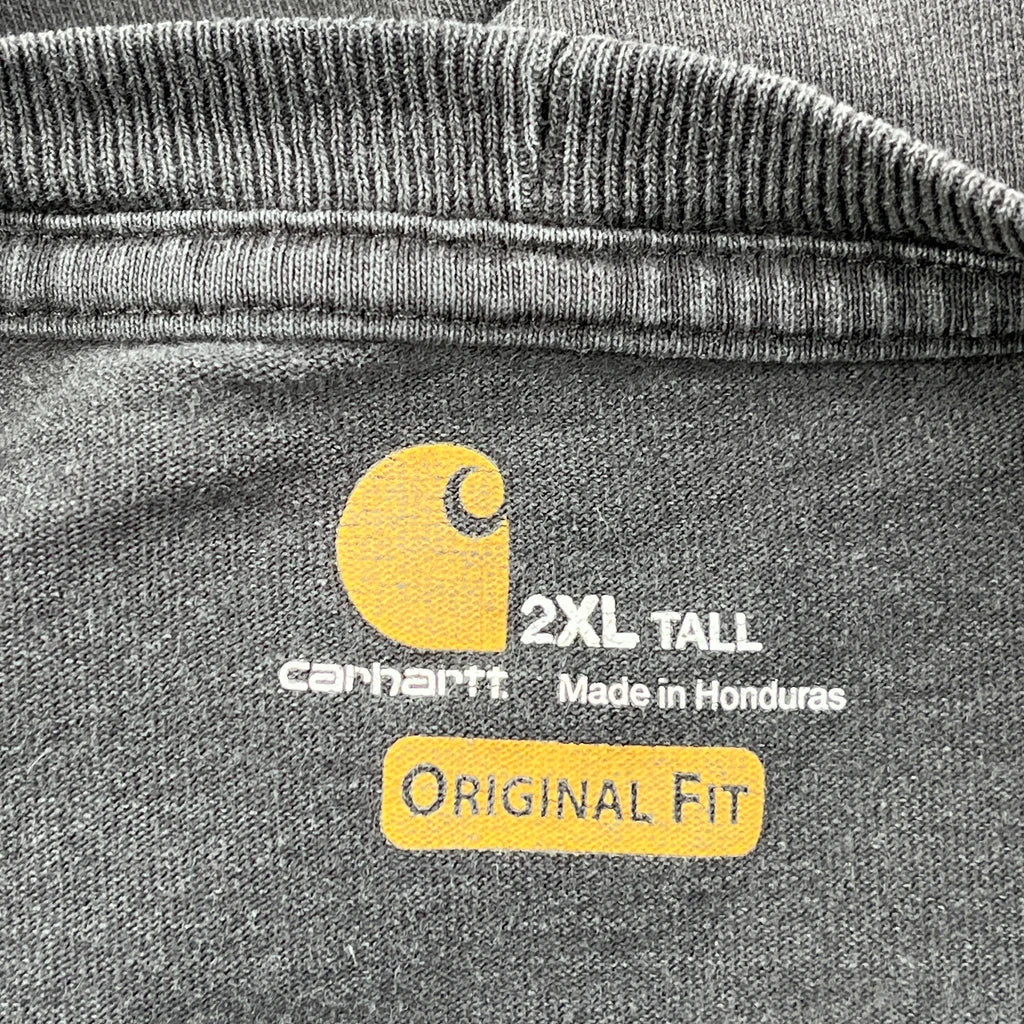 2XL TALL
carhartt
Made in Honduras
ORIGINAL FIT